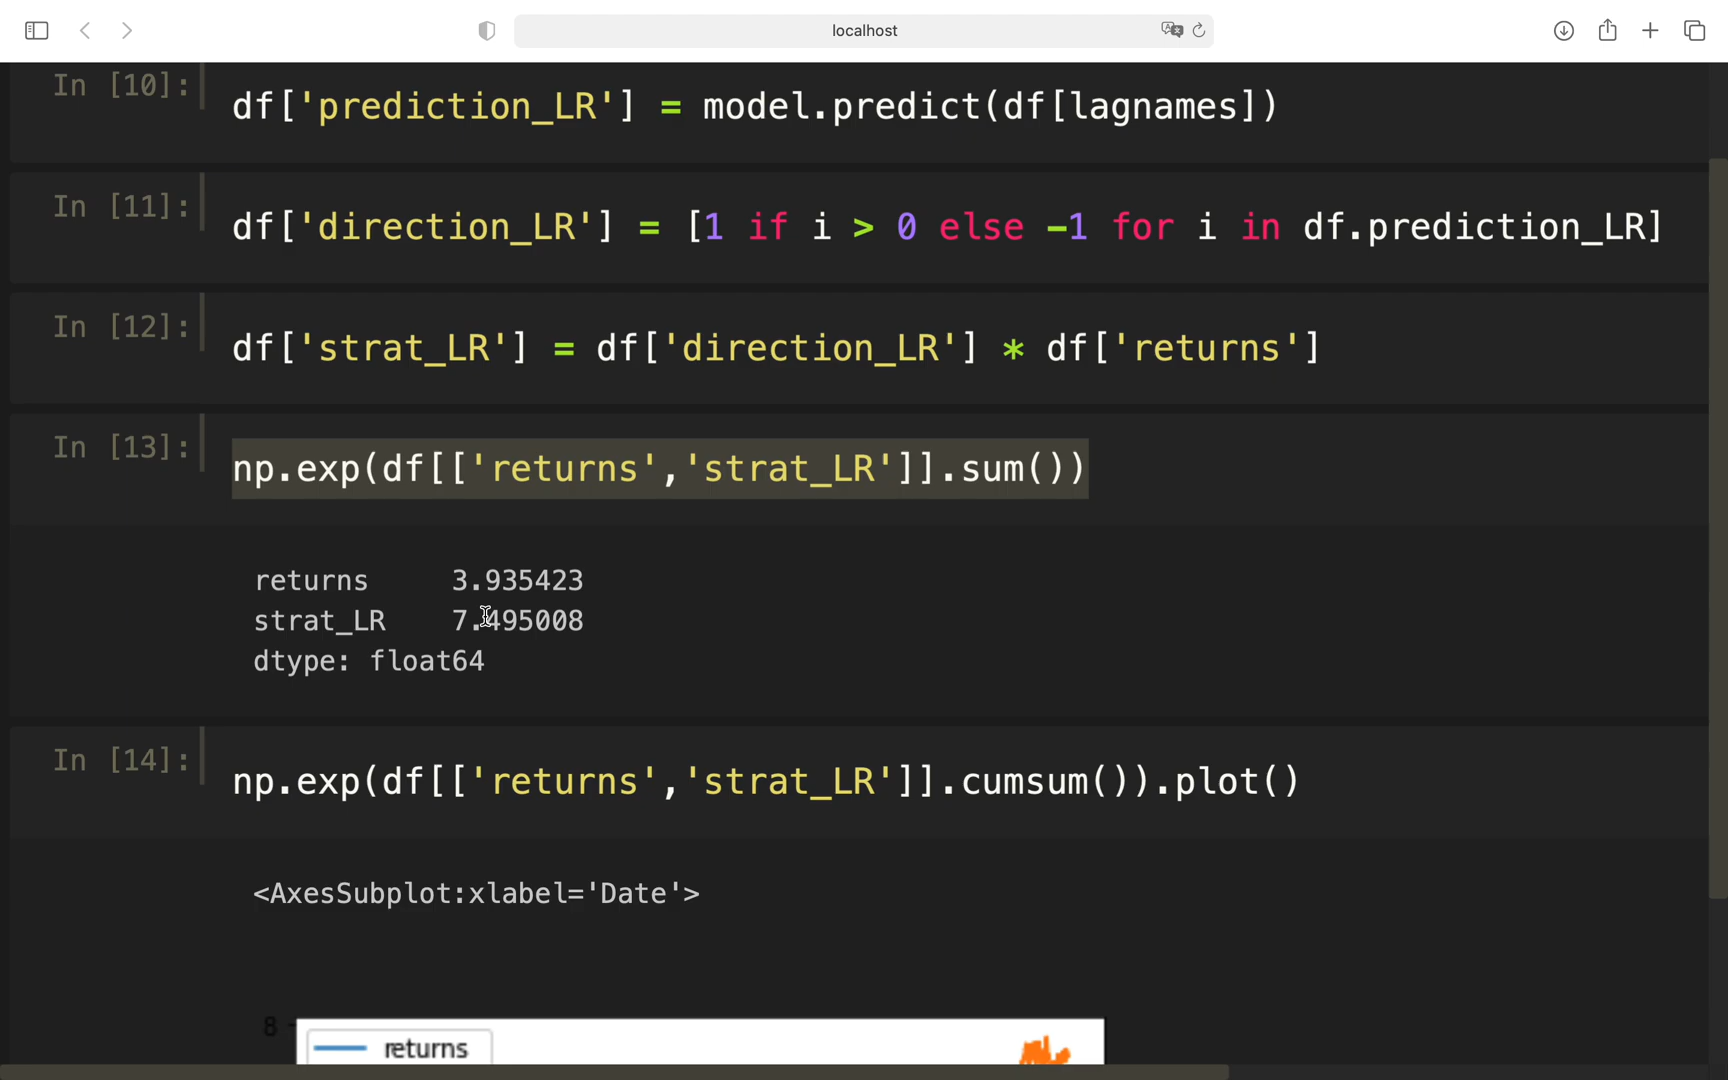 localhost
In [10]: df['prediction_LR'] = model.predict(df[lagnames])
In [11]: df['direction_LR'] = [1 if i > 0 else -1 for i in df.prediction_LR]
In [12]: df['strat_LR'] = df['direction_LR'] * df['returns']
In [13]: np.exp(df[['returns','strat_LR']].sum())
returns 3.935423
strat_LR 7.495008
dtype: float64
In [14]: np.exp(df[['returns','strat_LR']].cumsum()).plot()
<AxesSubplot:xlabel='Date'>
8
returns